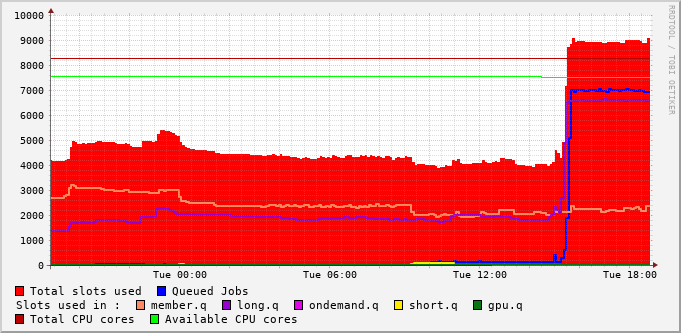 RRDTOOL / TOBI OETIKER
10000
9000
8000
7000
6000
5000
4000
3000
2000
1000
0
Tue 00:00 Tue 06:00 Tue 12:00 Tue 18:00
Total slots used Queued Jobs
Slots used in : member.q long.q ondemand.q short.q gpu.q
Total CPU cores Available CPU cores